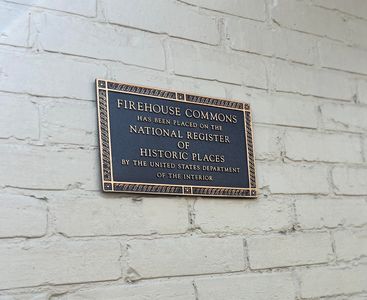 FIREHOUSE COMMONS
HAS BEEN PLACED ON THE
NATIONAL REGISTER
OF
HISTORIC PLACES
BY THE UNITED STATES DEPARTMENT
OF THE INTERIOR